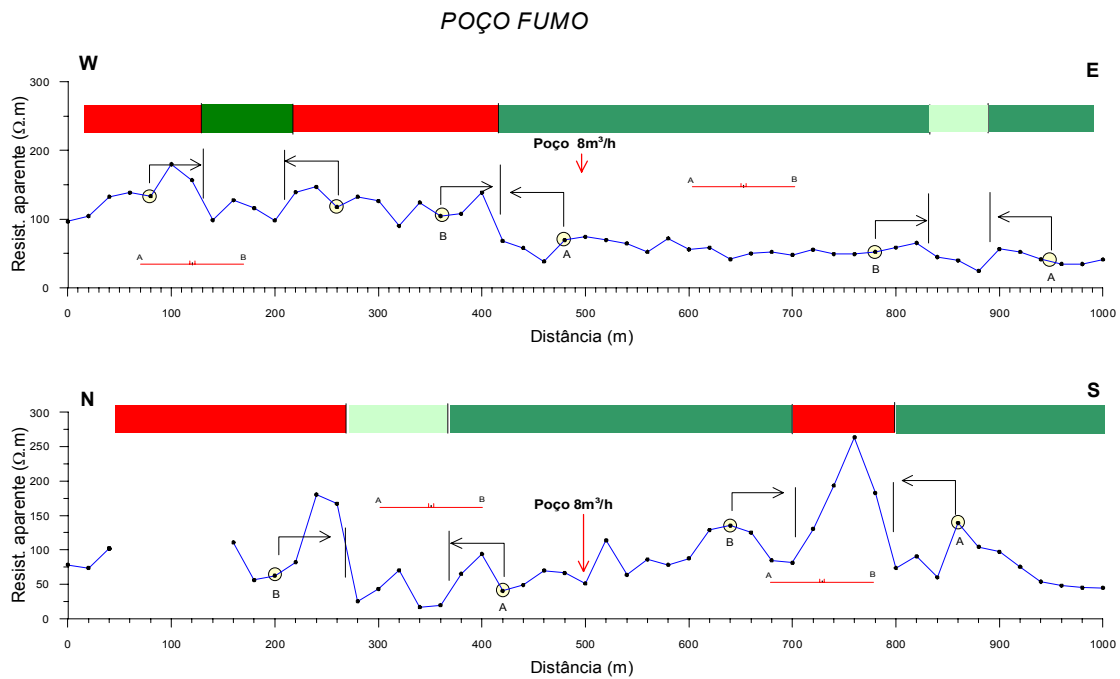 POÇO FUMO
W
E
Resist. aparente (Ω.m)
300
200
100
0
Poço 8m³/h
A B
A B
B
A
B
A
0 100 200 300 400 500 600 700 800 900 1000
Distância (m)
N
S
Resist. aparente (Ω.m)
300
250
200
150
100
50
0
A B
Poço 8m³/h
B
A
B
A
A B
0 100 200 300 400 500 600 700 800 900 1000
Distância (m)